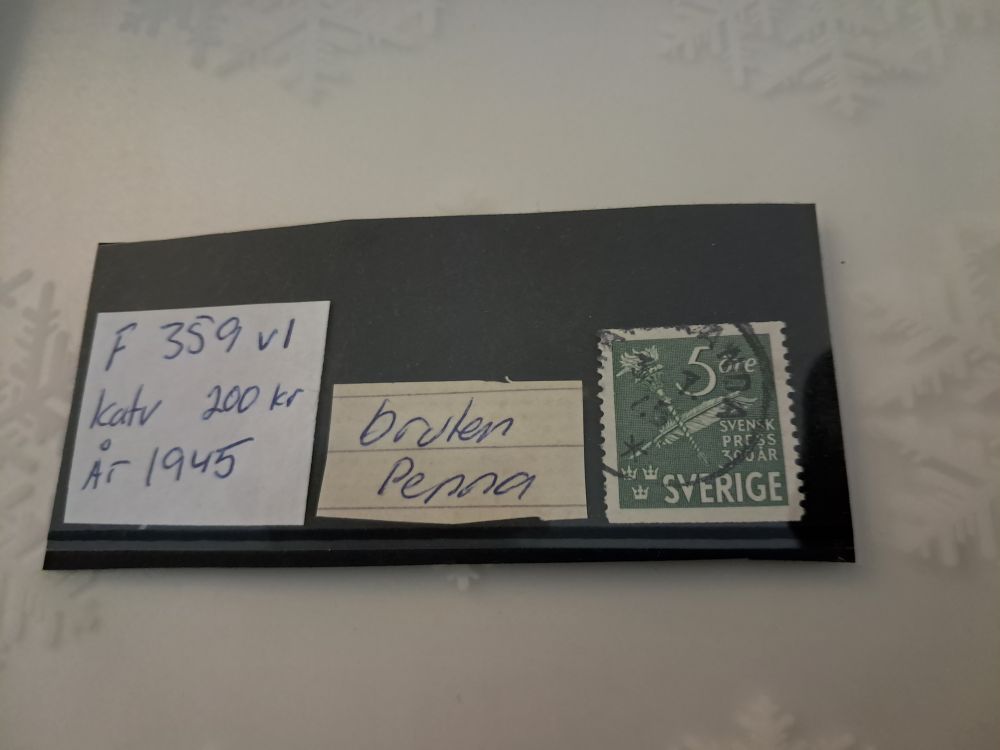 F 359 v1
katv 200 kr
År 1945
bruten
Penna
5 öre
SVENSK
PRESS
300 ÅR
SVERIGE